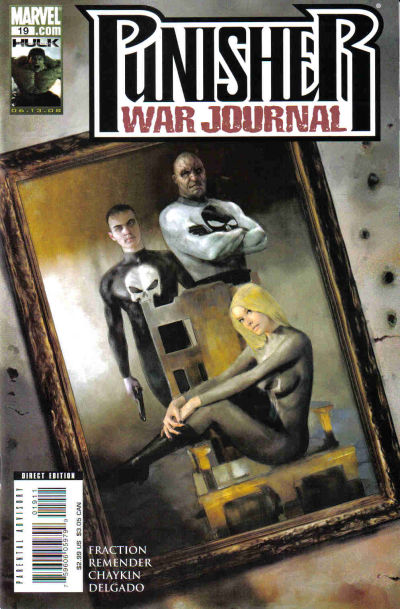 MARVEL
19 .com
HULK
06.13.08
PUNISHER
WAR JOURNAL
DIRECT EDITION
PARENTAL ADVISORY
01911
$2.99 US $3.05 CAN
FRACTION
REMENDER
CHAYKIN
DELGADO